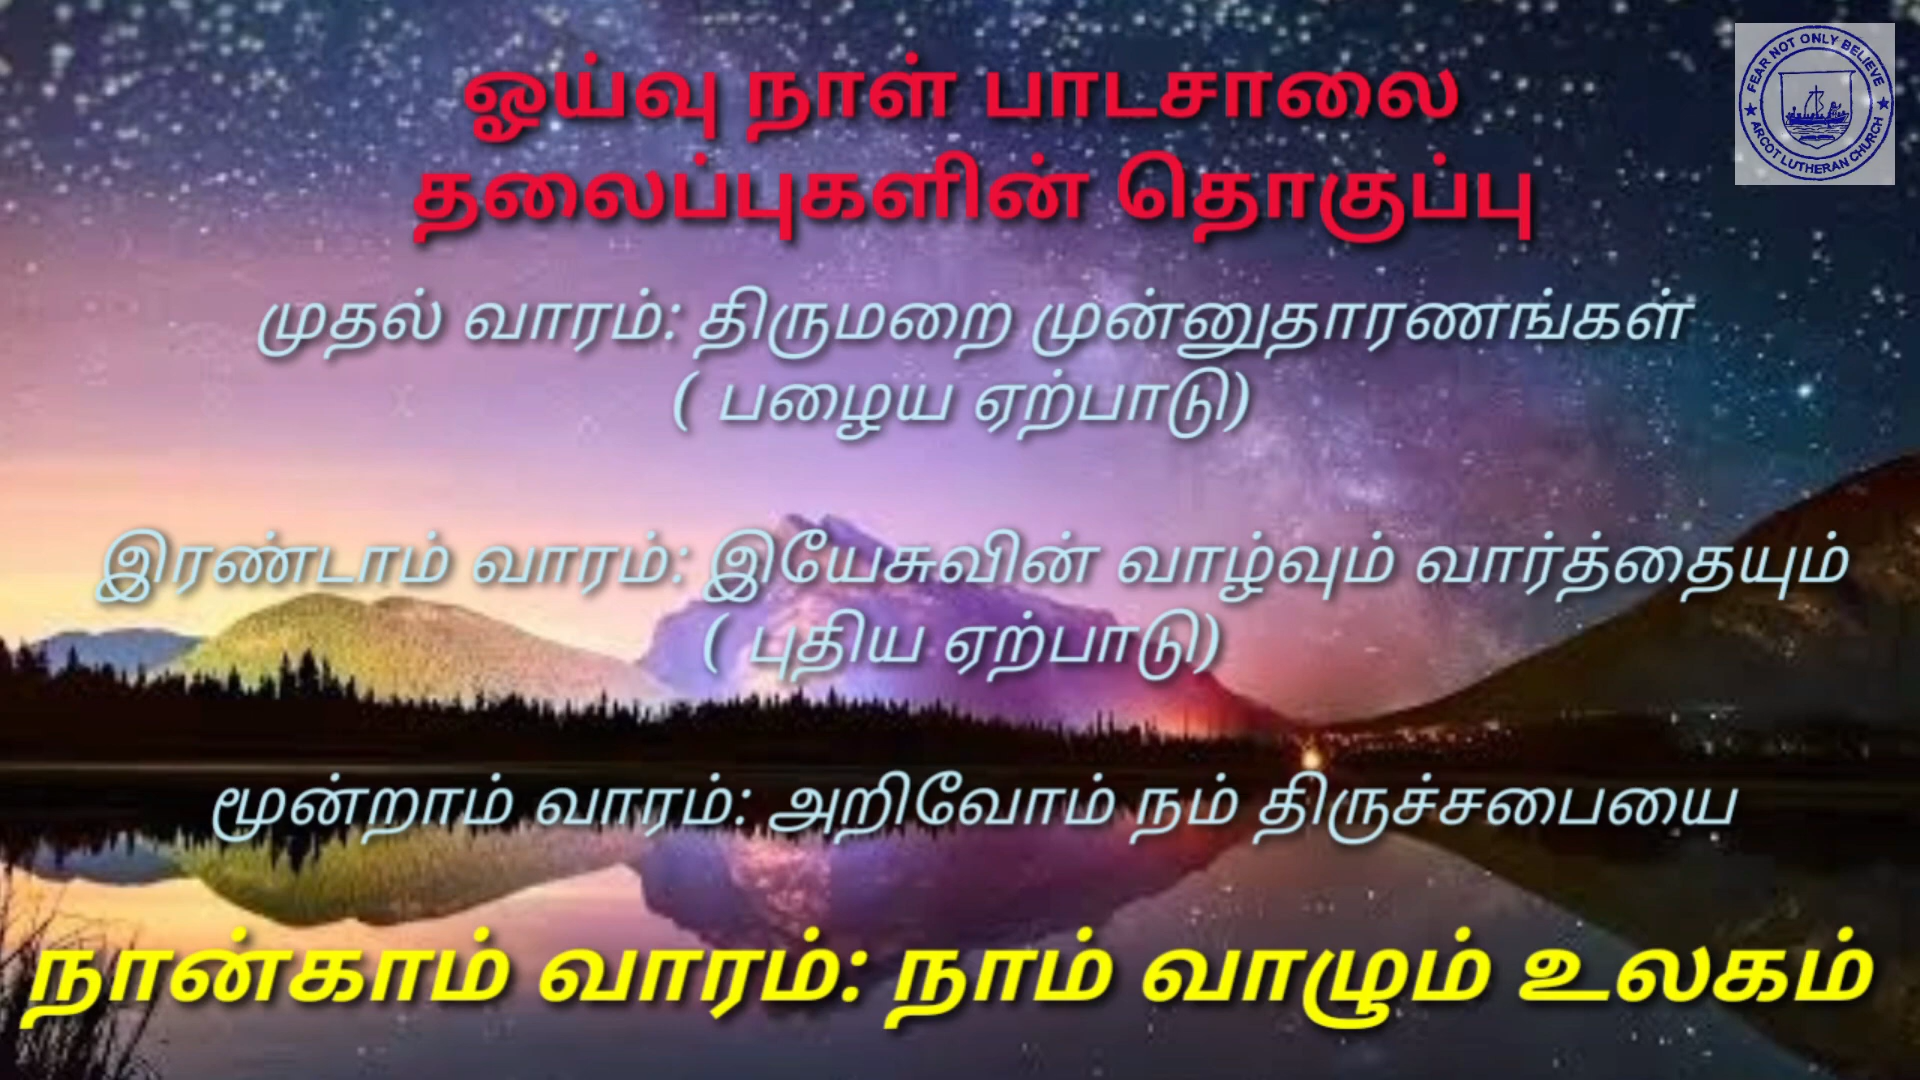 ஓய்வு நாள் பாடசாலை
தலைப்புகளின் தொகுப்பு
முதல் வாரம்: திருமறை முன்னுதாரணங்கள்
( பழைய ஏற்பாடு)
இரண்டாம் வாரம்: இயேசுவின் வாழ்வும் வார்த்தையும்
( புதிய ஏற்பாடு)
மூன்றாம் வாரம்: அறிவோம் நம் திருச்சபையை
நான்காம் வாரம்: நாம் வாழும் உலகம்
FEAR NOT ONLY BELIEVE
ARCOT LUTHERAN CHURCH